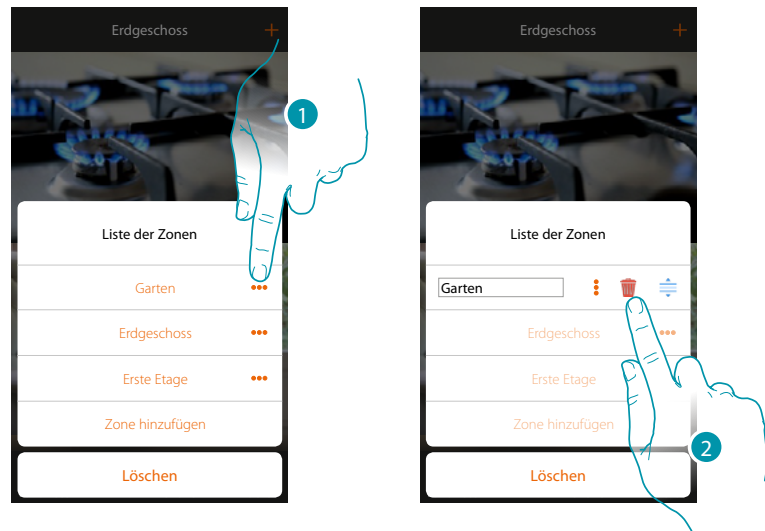 Erdgeschoss
1
Liste der Zonen
Garten
Erdgeschoss
Erste Etage
Zone hinzufügen
Löschen
Erdgeschoss
Liste der Zonen
Garten
Erdgeschoss
Erste Etage
Zone hinzufügen
2
Löschen